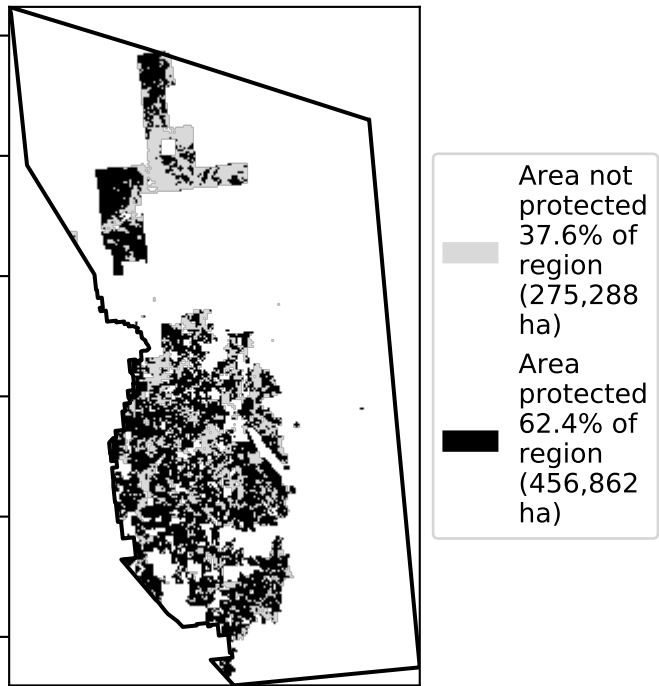 Area not
protected
37.6% of
region
(275,288
ha)
Area
protected
62.4% of
region
(456,862
ha)